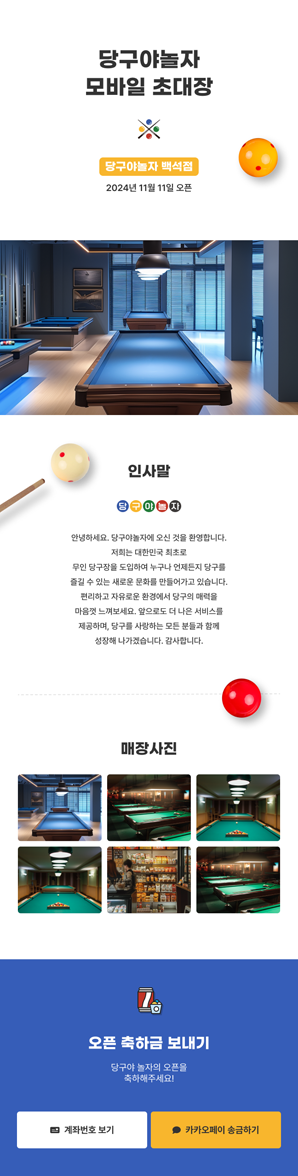 당구야놀자
모바일 초대장
당구야놀자 백석점
2024년 11월 11일 오픈
인사말
당구야놀자
안녕하세요. 당구야놀자에 오신 것을 환영합니다.
저희는 대한민국 최초로
무인 당구장을 도입하여 누구나 언제든지 당구를
즐길 수 있는 새로운 문화를 만들어가고 있습니다.
편리하고 자유로운 환경에서 당구의 매력을
마음껏 느껴보세요. 앞으로도 더 나은 서비스를
제공하며, 당구를 사랑하는 모든 분들과 함께
성장해 나가겠습니다. 감사합니다.
매장사진
오픈 축하금 보내기
당구야 놀자의 오픈을
축하해주세요!
계좌번호 보기
카카오페이 송금하기